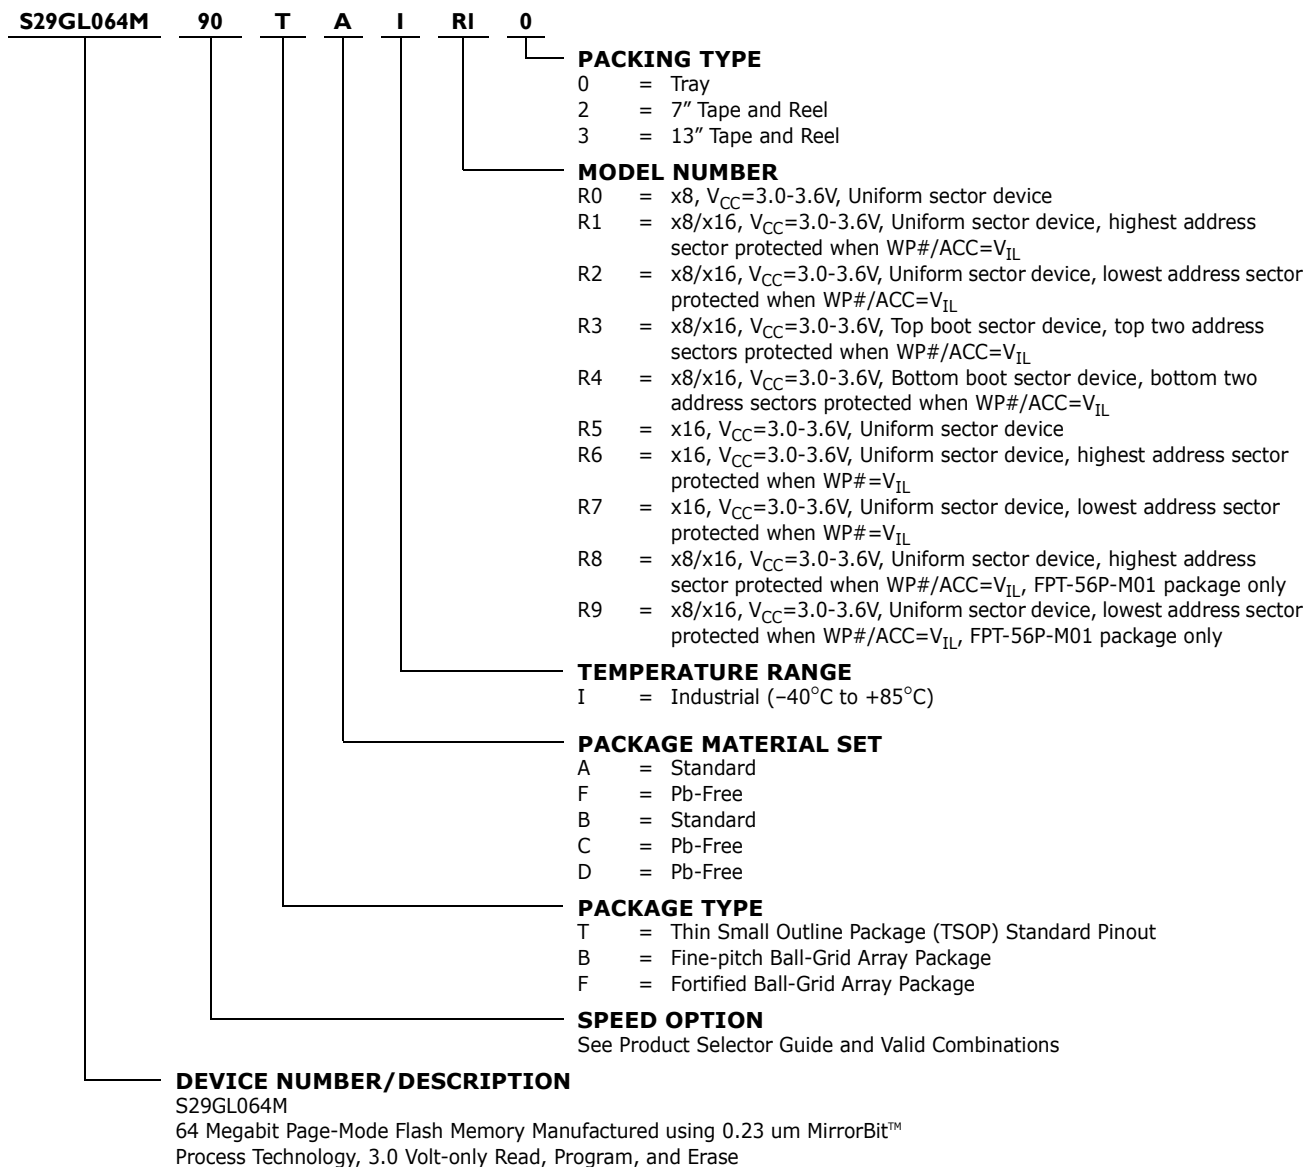 S29GL064M 90 T A I R1 0
PACKING TYPE
0 = Tray
2 = 7” Tape and Reel
3 = 13” Tape and Reel
MODEL NUMBER
R0 = x8, VCC=3.0-3.6V, Uniform sector device
R1 = x8/x16, VCC=3.0-3.6V, Uniform sector device, highest address
sector protected when WP#/ACC=VIL
R2 = x8/x16, VCC=3.0-3.6V, Uniform sector device, lowest address sector
protected when WP#/ACC=VIL
R3 = x8/x16, VCC=3.0-3.6V, Top boot sector device, top two address
sectors protected when WP#/ACC=VIL
R4 = x8/x16, VCC=3.0-3.6V, Bottom boot sector device, bottom two
address sectors protected when WP#/ACC=VIL
R5 = x16, VCC=3.0-3.6V, Uniform sector device
R6 = x16, VCC=3.0-3.6V, Uniform sector device, highest address sector
protected when WP#=VIL
R7 = x16, VCC=3.0-3.6V, Uniform sector device, lowest address sector
protected when WP#=VIL
R8 = x8/x16, VCC=3.0-3.6V, Uniform sector device, highest address
sector protected when WP#/ACC=VIL, FPT-56P-M01 package only
R9 = x8/x16, VCC=3.0-3.6V, Uniform sector device, lowest address sector
protected when WP#/ACC=VIL, FPT-56P-M01 package only
TEMPERATURE RANGE
I = Industrial (–40°C to +85°C)
PACKAGE MATERIAL SET
A = Standard
F = Pb-Free
B = Standard
C = Pb-Free
D = Pb-Free
PACKAGE TYPE
T = Thin Small Outline Package (TSOP) Standard Pinout
B = Fine-pitch Ball-Grid Array Package
F = Fortified Ball-Grid Array Package
SPEED OPTION
See Product Selector Guide and Valid Combinations
DEVICE NUMBER/DESCRIPTION
S29GL064M
64 Megabit Page-Mode Flash Memory Manufactured using 0.23 um MirrorBit™
Process Technology, 3.0 Volt-only Read, Program, and Erase